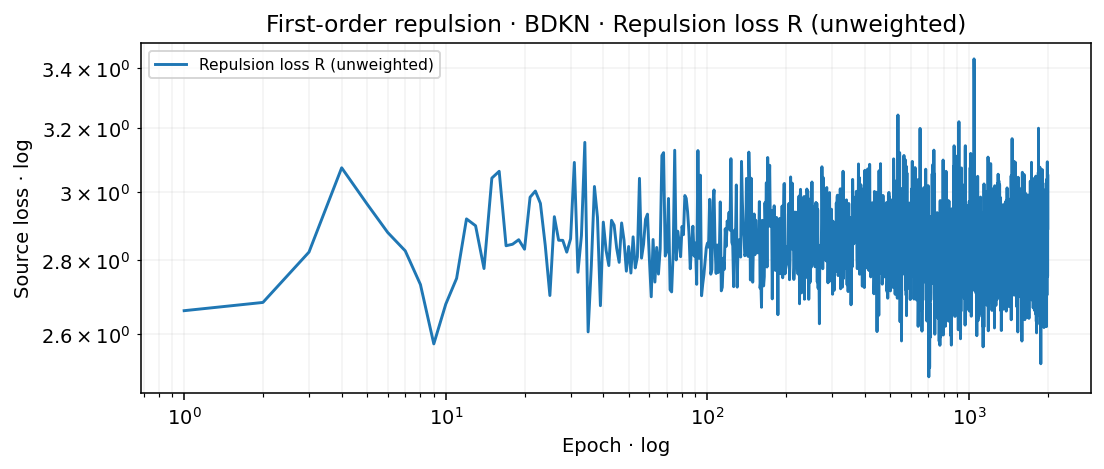 First-order repulsion · BDKN · Repulsion loss R (unweighted)
Repulsion loss R (unweighted)
Source loss · log
3.4 × 10⁰
3.2 × 10⁰
3 × 10⁰
2.8 × 10⁰
2.6 × 10⁰
10⁰ 10¹ 10² 10³
Epoch · log